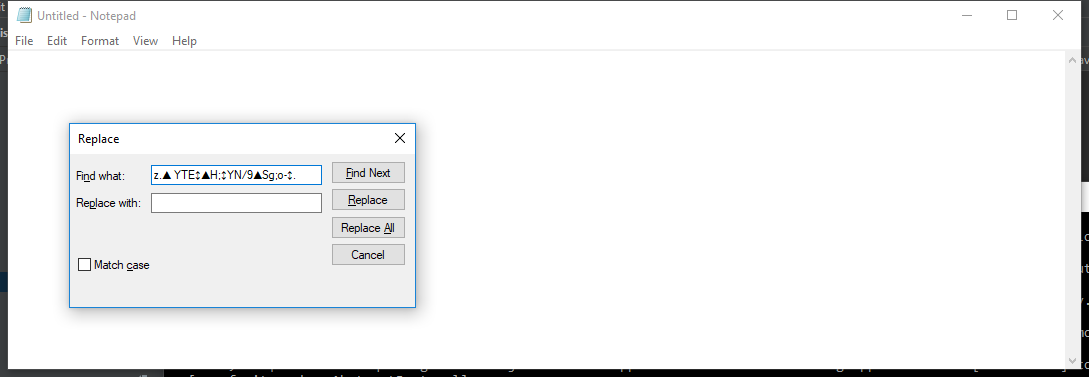 Untitled - Notepad
File Edit Format View Help
Replace
Find what: z.▲ YTE↕▲H;↕YN/9▲Sg;o-↕. Find Next
Replace with: Replace
Replace All
Match case Cancel